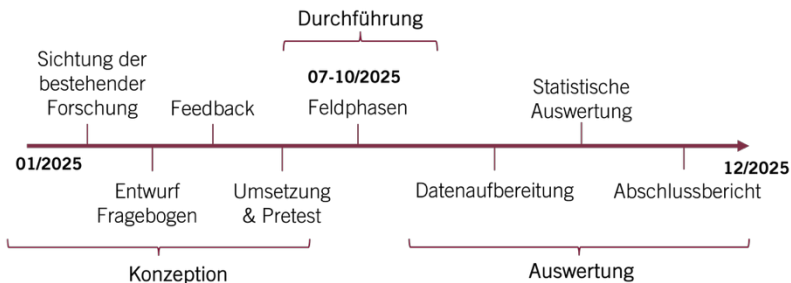 Durchführung
Sichtung der
bestehender
Forschung
Feedback
07-10/2025
Feldphasen
Statistische
Auswertung
01/2025
12/2025
Entwurf
Fragebogen
Umsetzung
& Pretest
Datenaufbereitung
Abschlussbericht
Konzeption
Auswertung